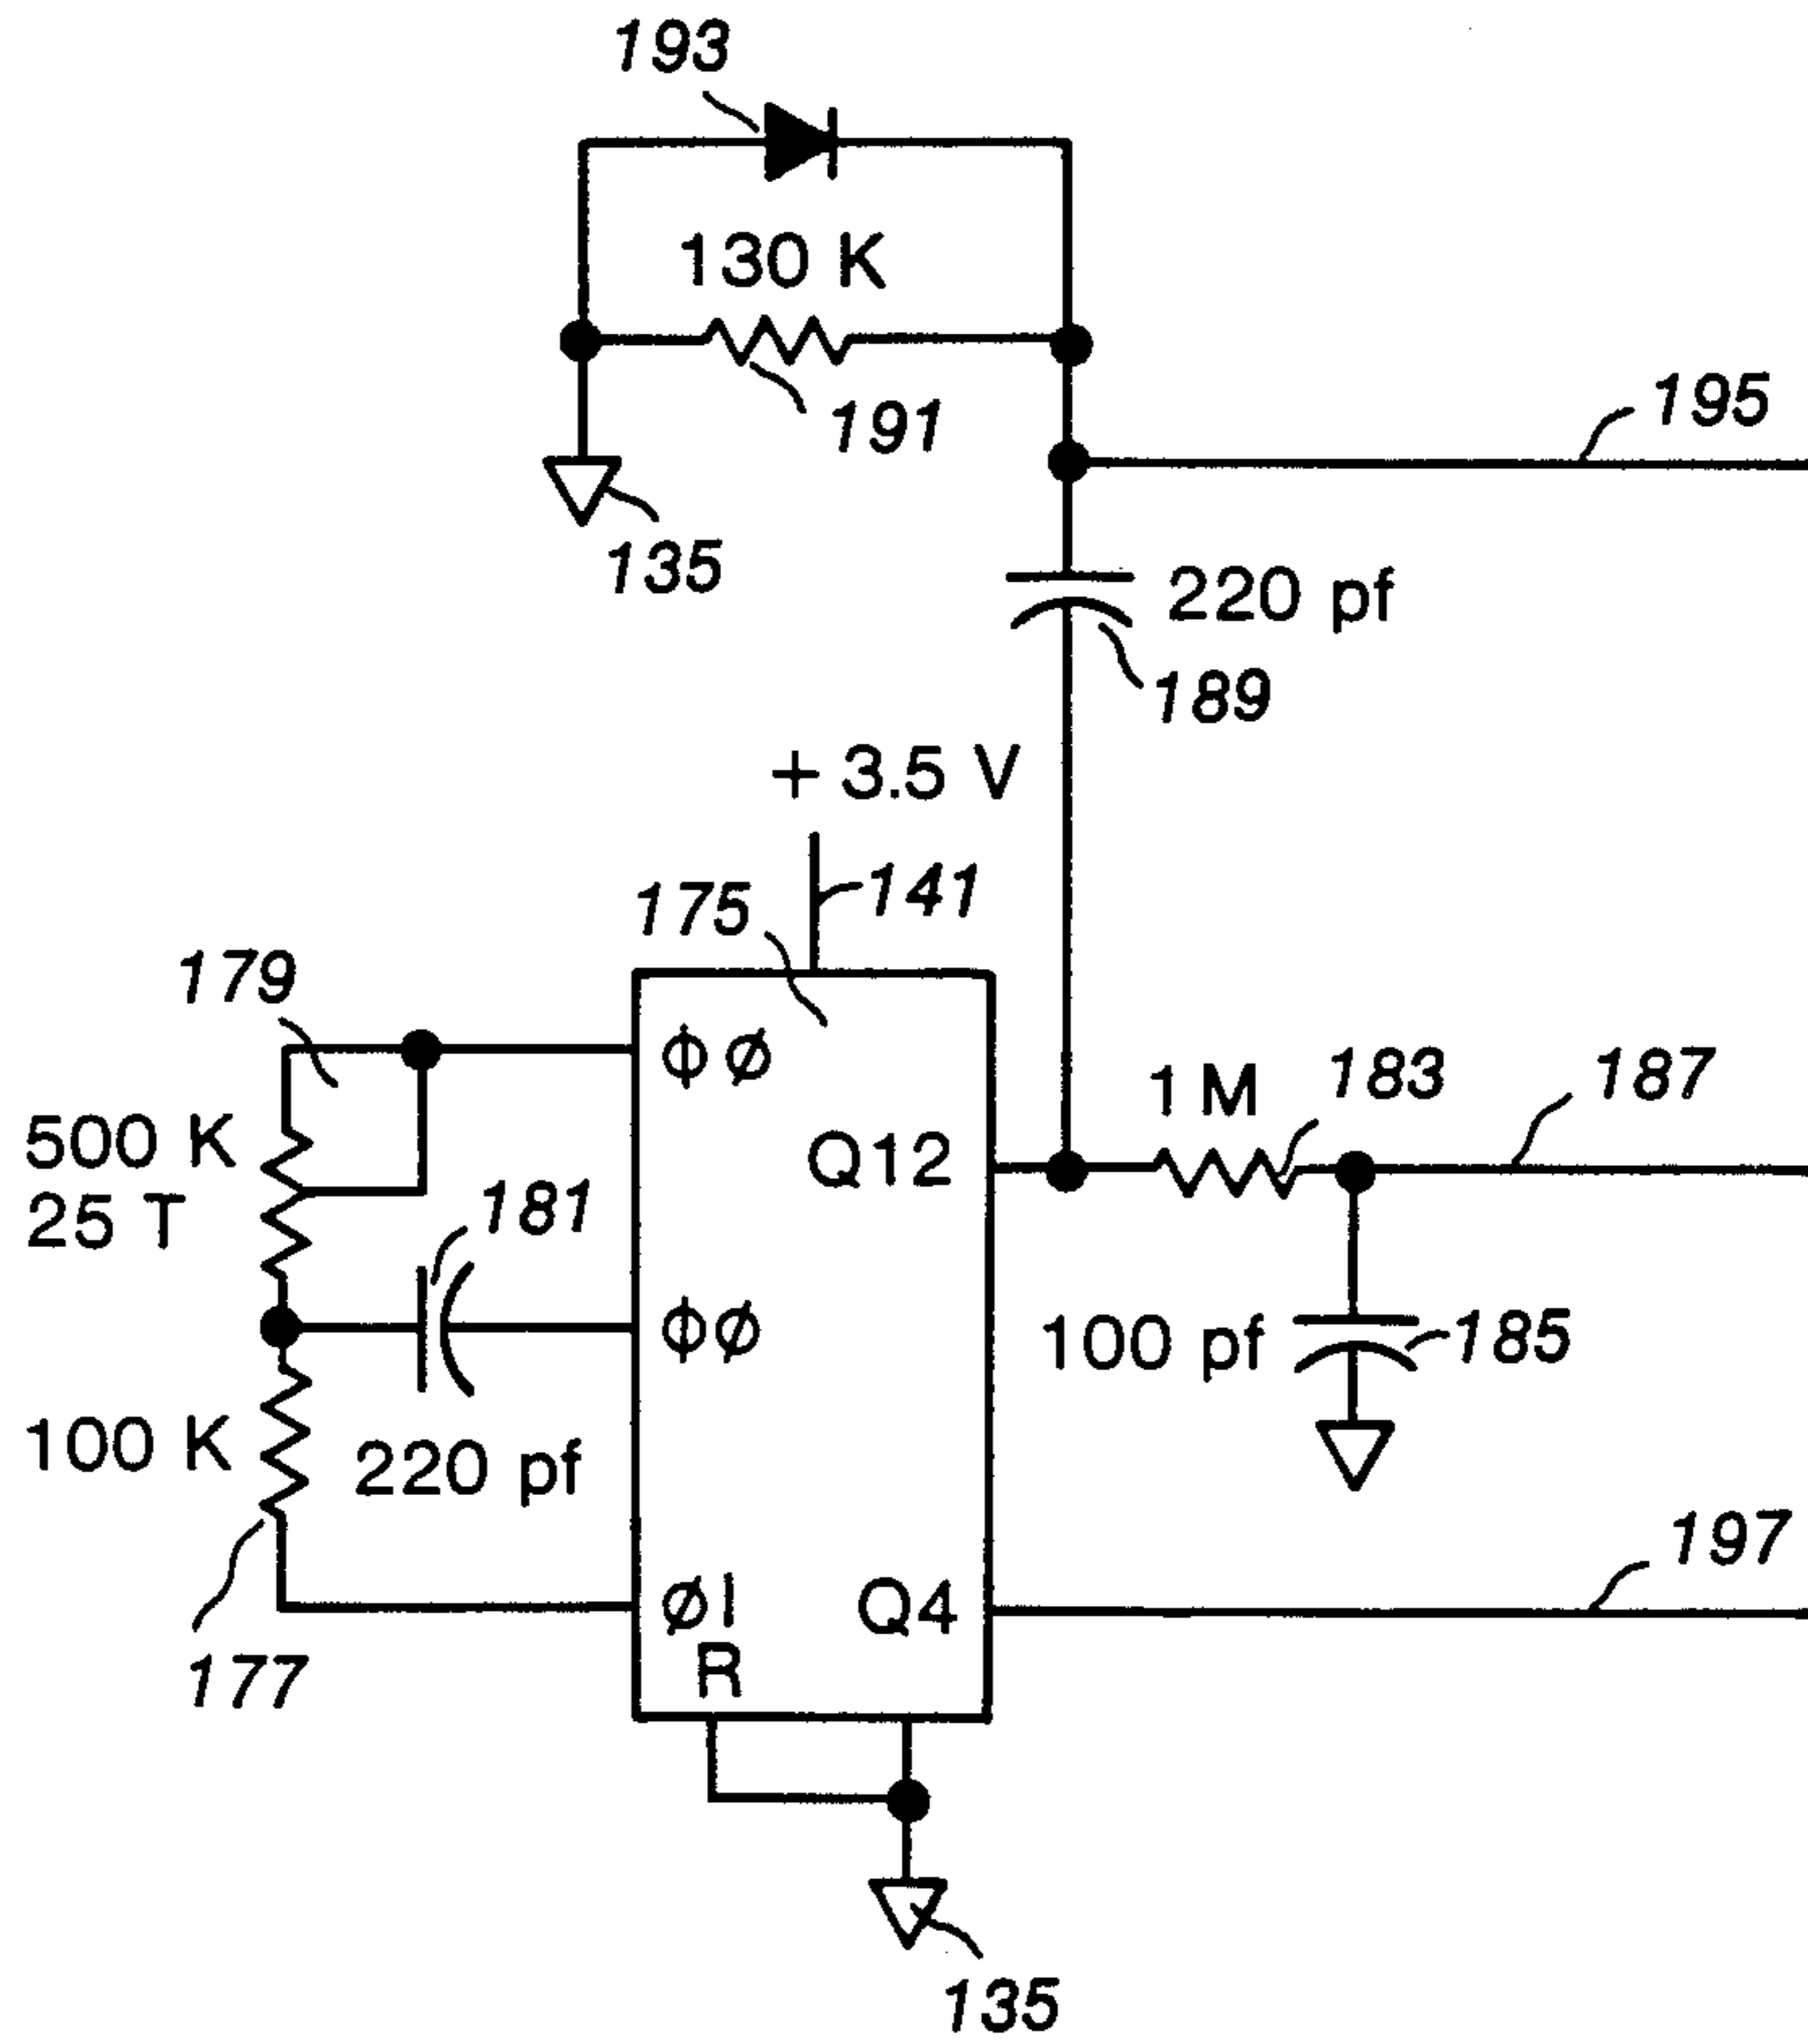 193
130 K
191
195
135
220 pf
189
+ 3.5 V
141
175
179
Φ Ø
1 M
183
187
500 K
25 T
Q12
181
ΦØ
100 pf
185
100 K
220 pf
197
ØI
Q4
R
177
135